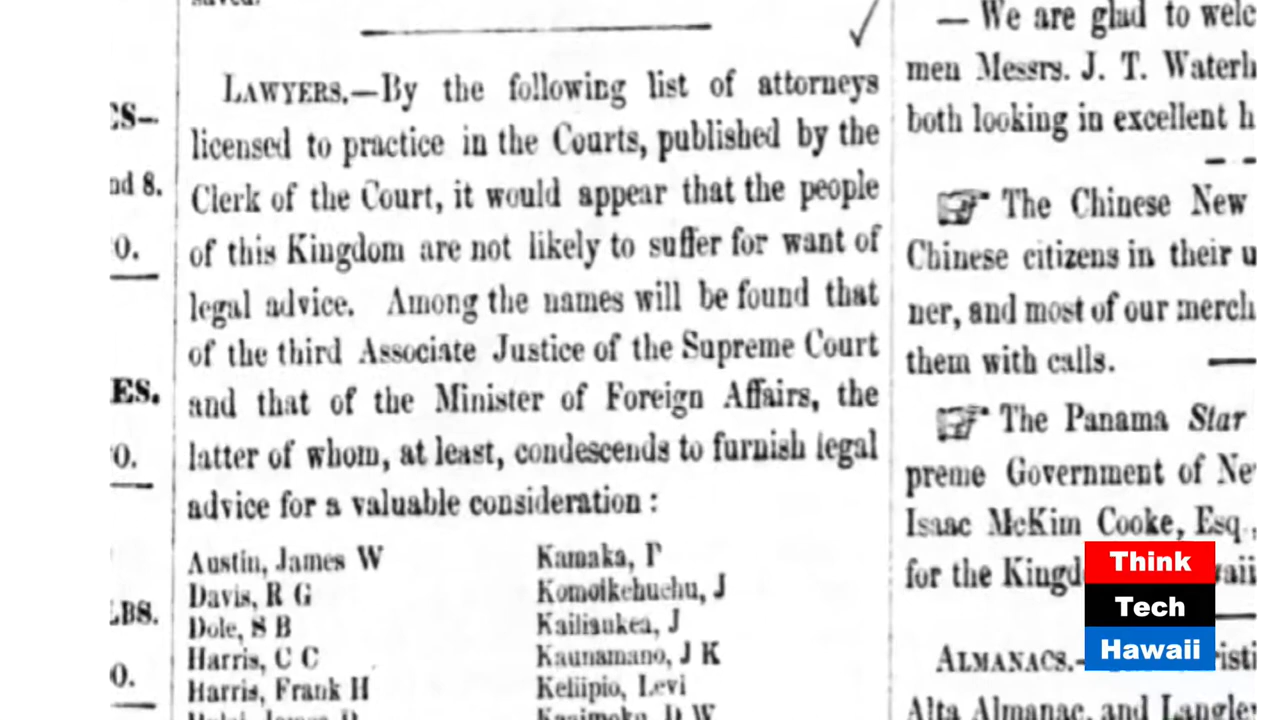 LAWYERS.—By the following list of attorneys
licensed to practice in the Courts, published by the
Clerk of the Court, it would appear that the people
of this Kingdom are not likely to suffer for want of
legal advice. Among the names will be found that
of the third Associate Justice of the Supreme Court
and that of the Minister of Foreign Affairs, the
latter of whom, at least, condescends to furnish legal
advice for a valuable consideration :
Austin, James W
Davis, R G
Dole, S B
Harris, C C
Harris, Frank H
Kamaka, P
Komoikehuehu, J
Kailiaukea, J
Kaunamano, J K
Keliipio, Levi
CS—
nd 8.
O.
ES.
O.
LBS.
O.
— We are glad to welc
men Messrs. J. T. Waterh
both looking in excellent h
The Chinese New
Chinese citizens in their u
ner, and most of our merch
them with calls.
The Panama Star
preme Government of Ne
Isaac McKim Cooke, Esq.,
for the Kingd
ALMANACS.—
Alta Almanac, and Langley
Think
Tech
Hawaii